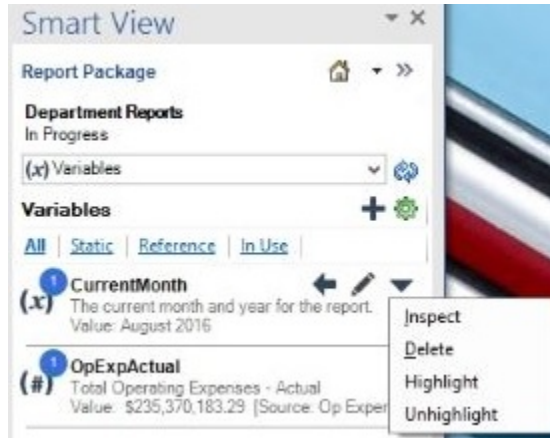 Smart View
Report Package
Department Reports
In Progress
(x) Variables
Variables
All | Static | Reference | In Use |
1
(x) CurrentMonth
The current month and year for the report.
Value: August 2016
Inspect
Delete
Highlight
Unhighlight
1
(#) OpExpActual
Total Operating Expenses - Actual
Value: $235,370,183.29 [Source: Op Exper